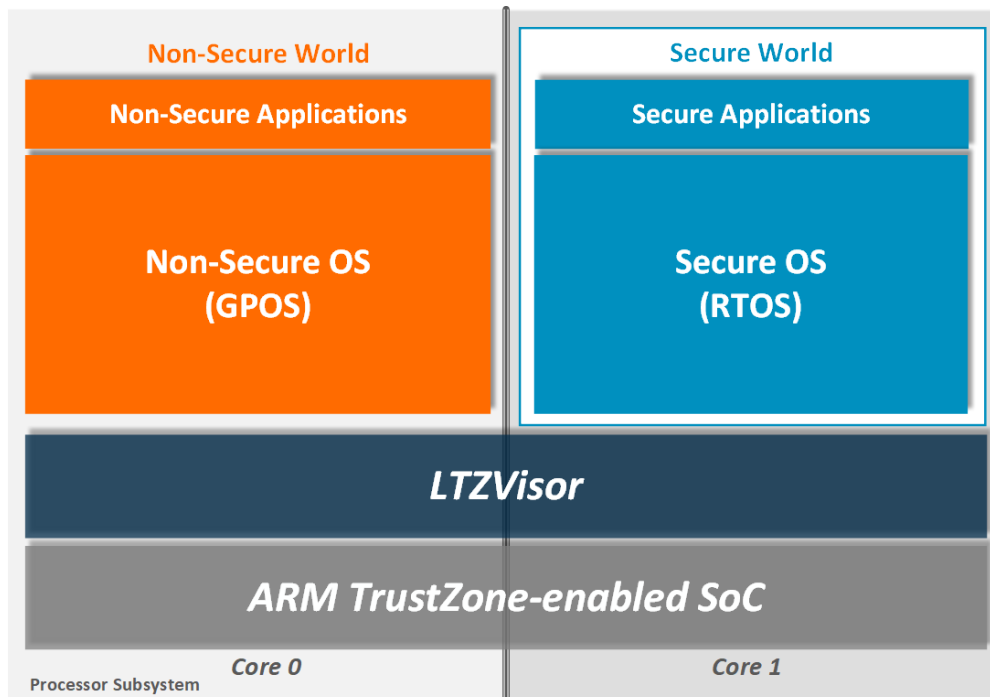 Non-Secure World
Secure World
Non-Secure Applications
Secure Applications
Non-Secure OS
(GPOS)
Secure OS
(RTOS)
LTZVisor
ARM TrustZone-enabled SoC
Core 0
Core 1
Processor Subsystem